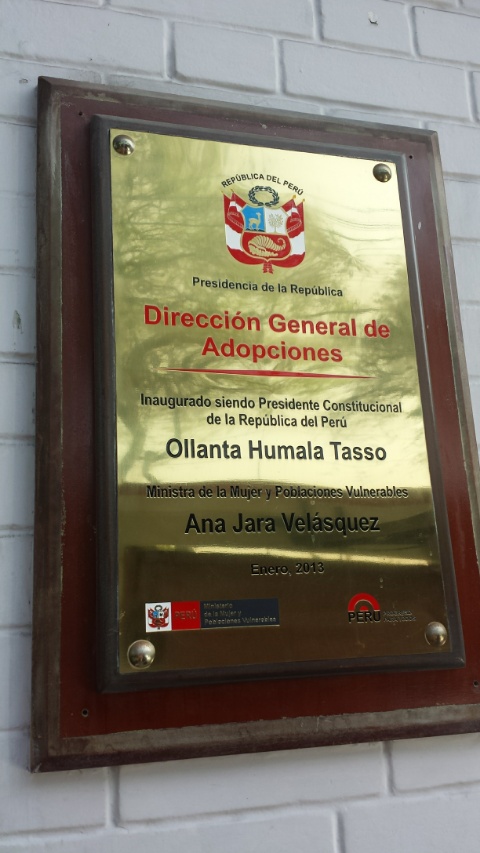 REPÚBLICA DEL PERÚ
Presidencia de la República
Dirección General de
Adopciones
Inaugurado siendo Presidente Constitucional
de la República del Perú
Ollanta Humala Tasso
Ministra de la Mujer y Poblaciones Vulnerables
Ana Jara Velásquez
Enero, 2013
PERÚ
Ministerio
de la Mujer y
Poblaciones Vulnerables
PERÚ